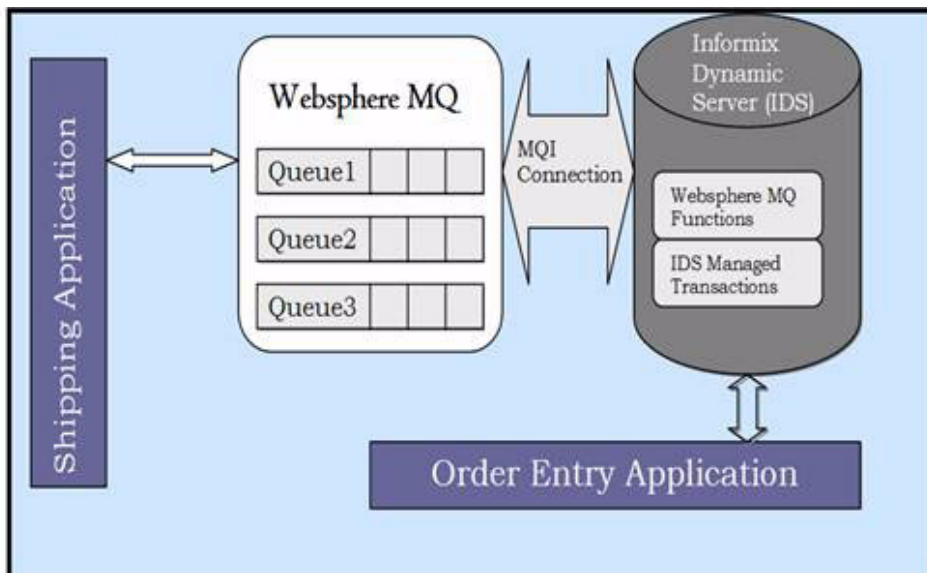 Shipping Application
Websphere MQ
Queue1
Queue2
Queue3
MQI
Connection
Informix
Dynamic
Server (IDS)
Websphere MQ
Functions
IDS Managed
Transactions
Order Entry Application